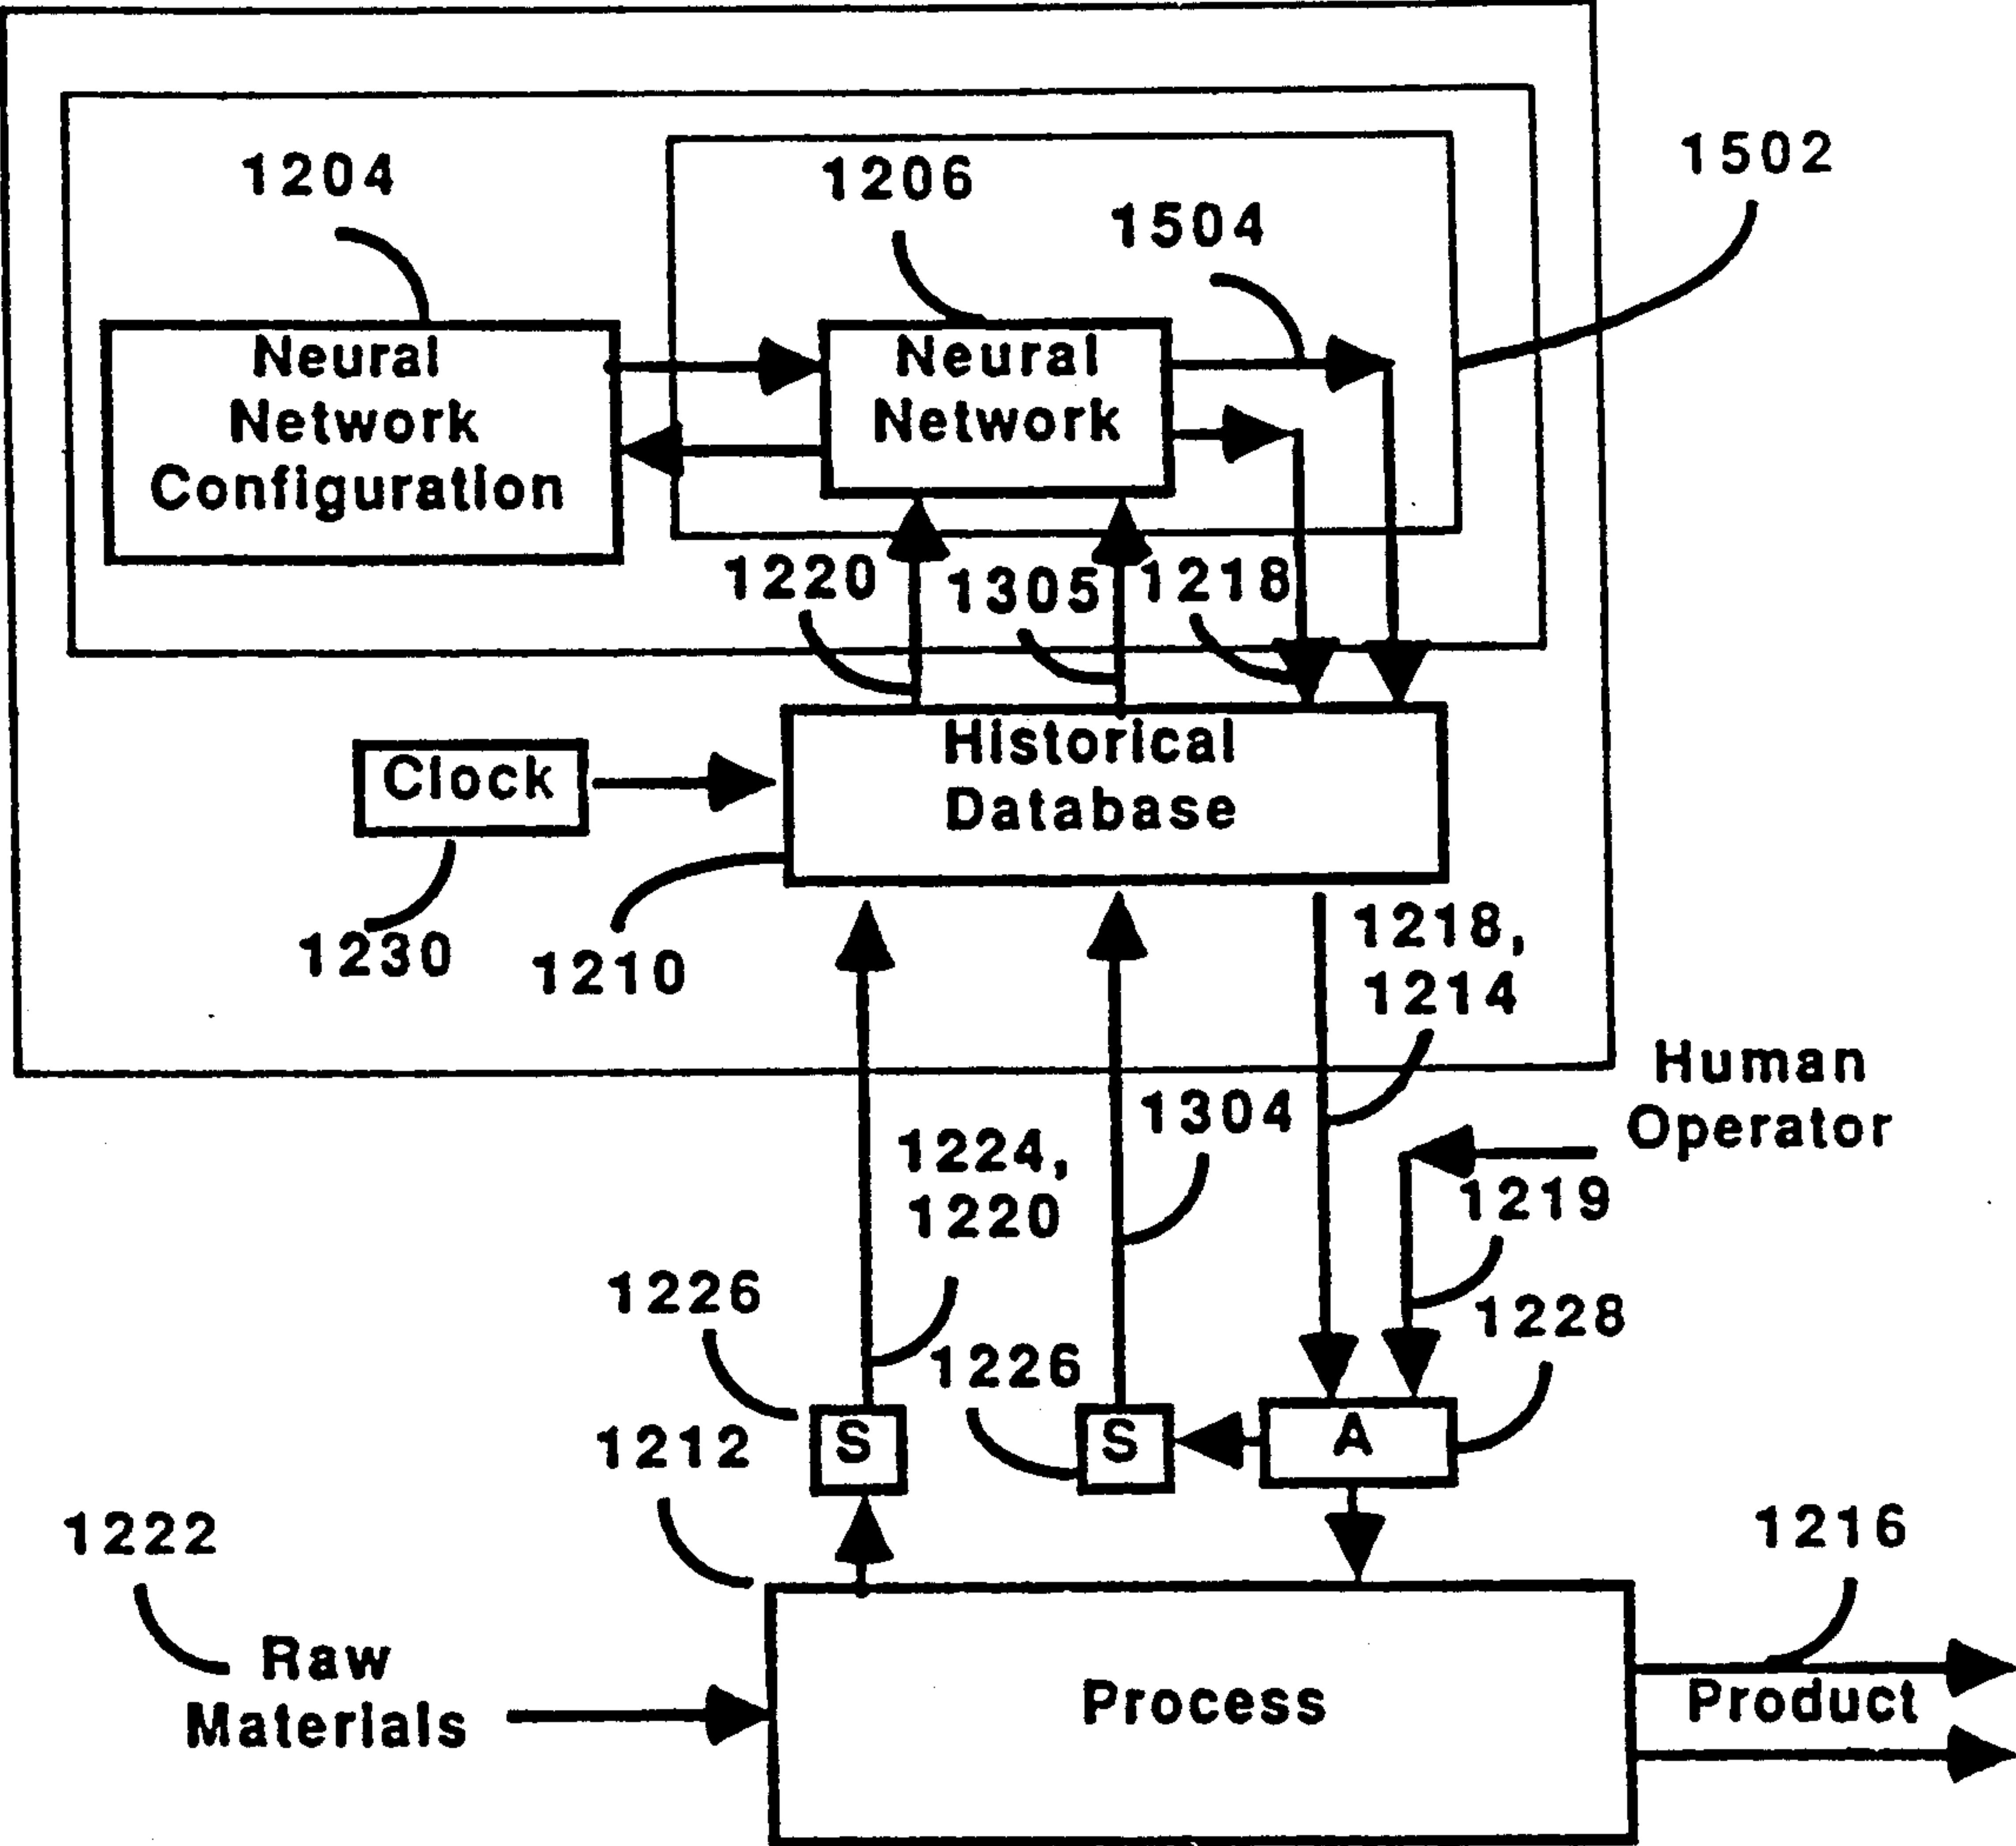 1502
1204
1206
1504
Neural
Network
Configuration
Neural
Network
1220
1305
1218
Historical
Database
Clock
1230
1210
1218,
1214
Human
Operator
1304
1224,
1220
1219
1226
1228
1226
1212
S
S
A
1222
1216
Raw
Materials
Process
Product